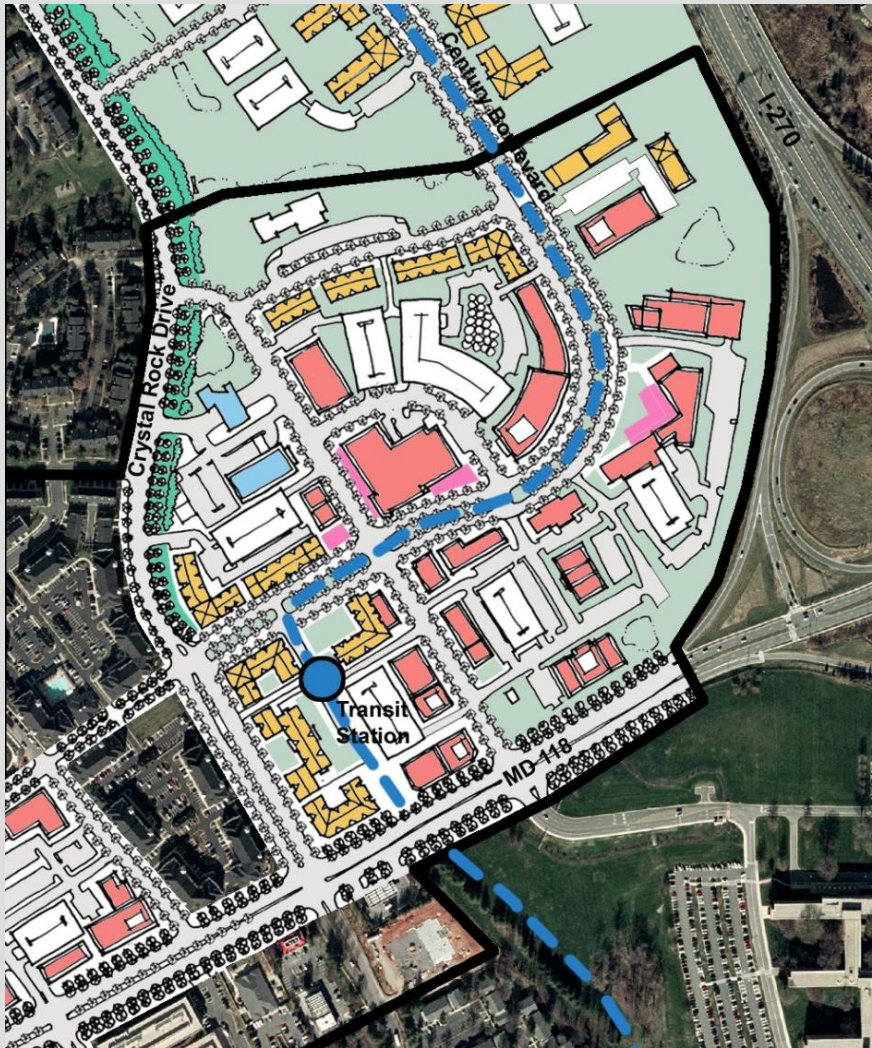 Century Boulevard
I-270
Crystal Rock Drive
Transit
Station
MD 118